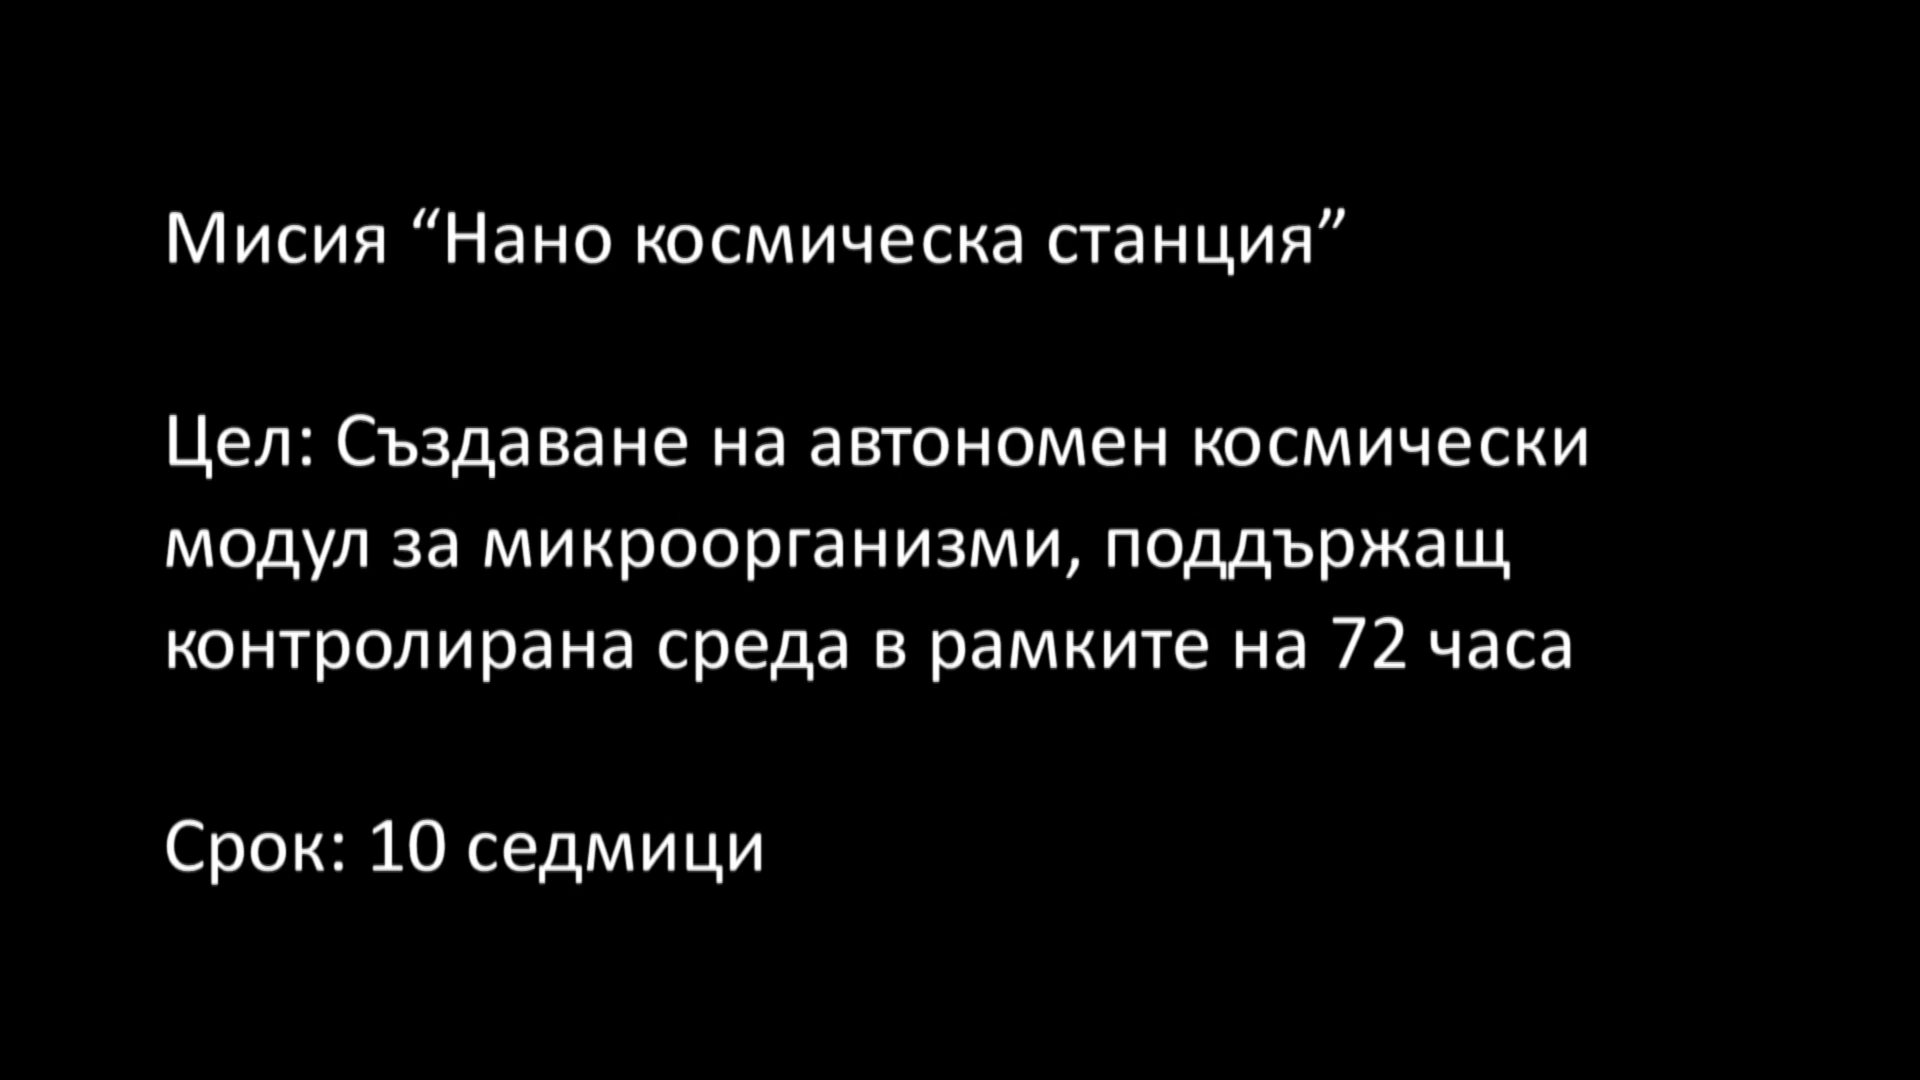 Мисия “Нано космическа станция”
Цел: Създаване на автономен космически
модул за микроорганизми, поддържащ
контролирана среда в рамките на 72 часа
Срок: 10 седмици